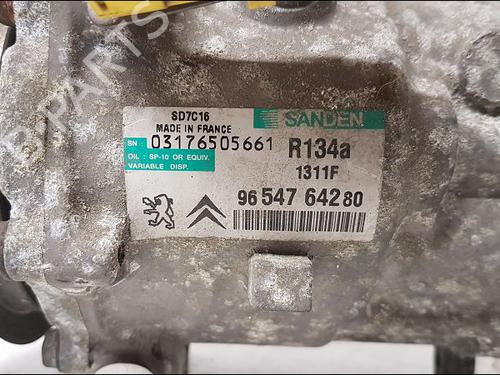 B-PARTS
SD7C16
MADE IN FRANCE
SANDEN
SN : 03176505661
R134a
OIL : SP-10 OR EQUIV.
VARIABLE DISP.
1311F
96 547 642 80